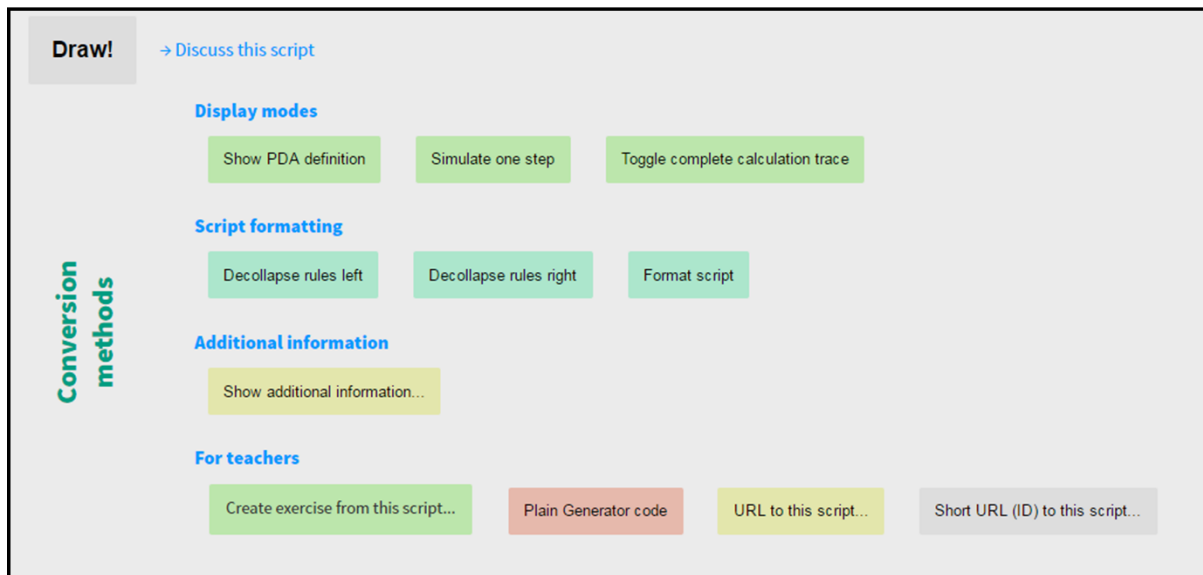 Draw!
→ Discuss this script
Display modes
Show PDA definition
Simulate one step
Toggle complete calculation trace
Script formatting
Decollapse rules left
Decollapse rules right
Format script
Conversion
methods
Additional information
Show additional information...
For teachers
Create exercise from this script...
Plain Generator code
URL to this script...
Short URL (ID) to this script...